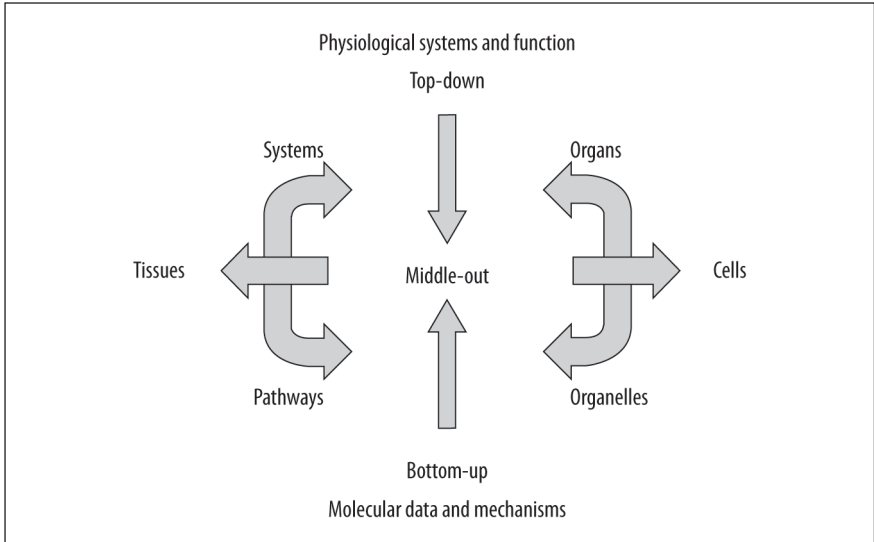 Physiological systems and function
Top-down
Systems
Organs
Tissues
Middle-out
Cells
Pathways
Organelles
Bottom-up
Molecular data and mechanisms